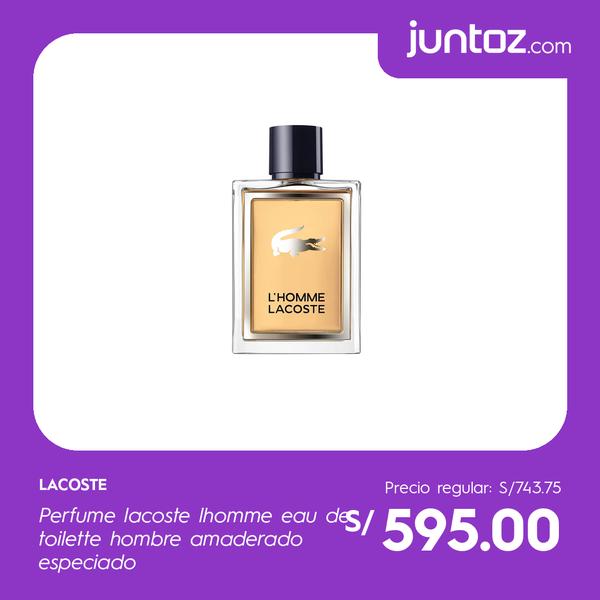 juntoz.com
L'HOMME
LACOSTE
LACOSTE
Perfume lacoste lhomme eau de
toilette hombre amaderado
especiado
Precio regular: S/743.75
S/ 595.00